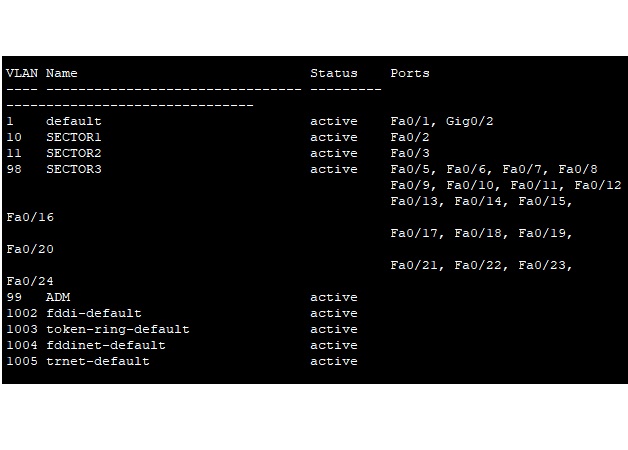 VLAN Name                             Status    Ports
---- -------------------------------- ---------
-------------------------------
1    default                          active    Fa0/1, Gig0/2
10   SECTOR1                          active    Fa0/2
11   SECTOR2                          active    Fa0/3
98   SECTOR3                          active    Fa0/5, Fa0/6, Fa0/7, Fa0/8
                                                Fa0/9, Fa0/10, Fa0/11, Fa0/12
                                                Fa0/13, Fa0/14, Fa0/15,
Fa0/16
                                                Fa0/17, Fa0/18, Fa0/19,
Fa0/20
                                                Fa0/21, Fa0/22, Fa0/23,
Fa0/24
99   ADM                              active
1002 fddi-default                     active
1003 token-ring-default               active
1004 fddinet-default                  active
1005 trnet-default                    active